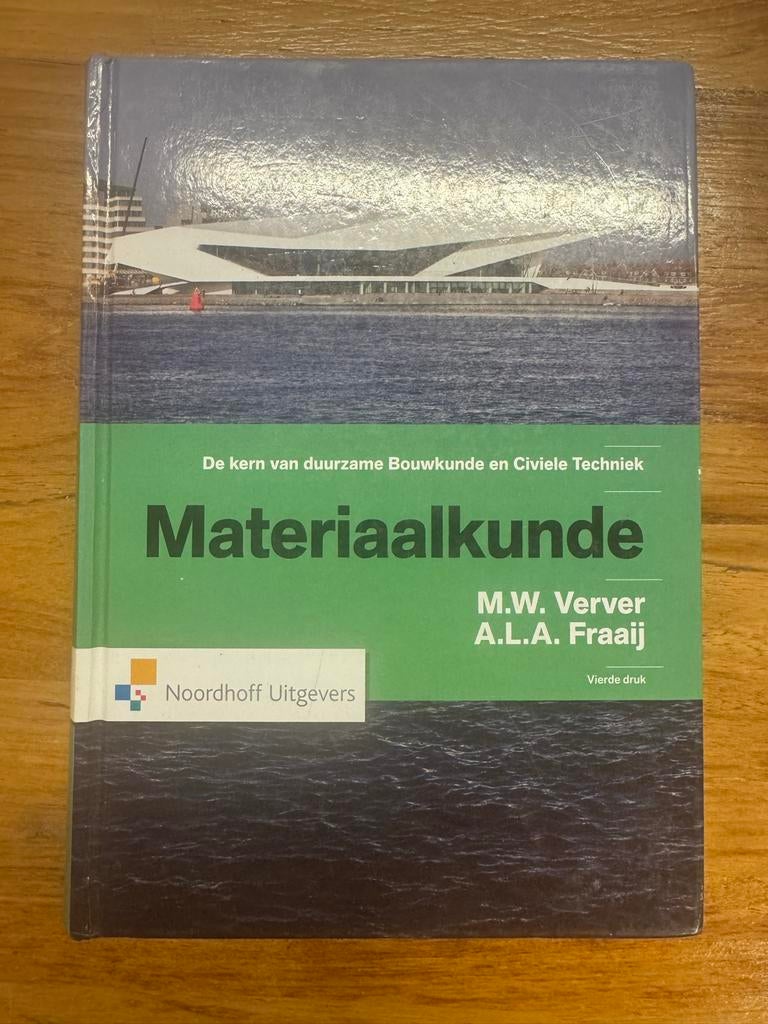 De kern van duurzame Bouwkunde en Civiele Techniek
Materiaalkunde
M.W. Verver
A.L.A. Fraaij
Vierde druk
Noordhoff Uitgevers